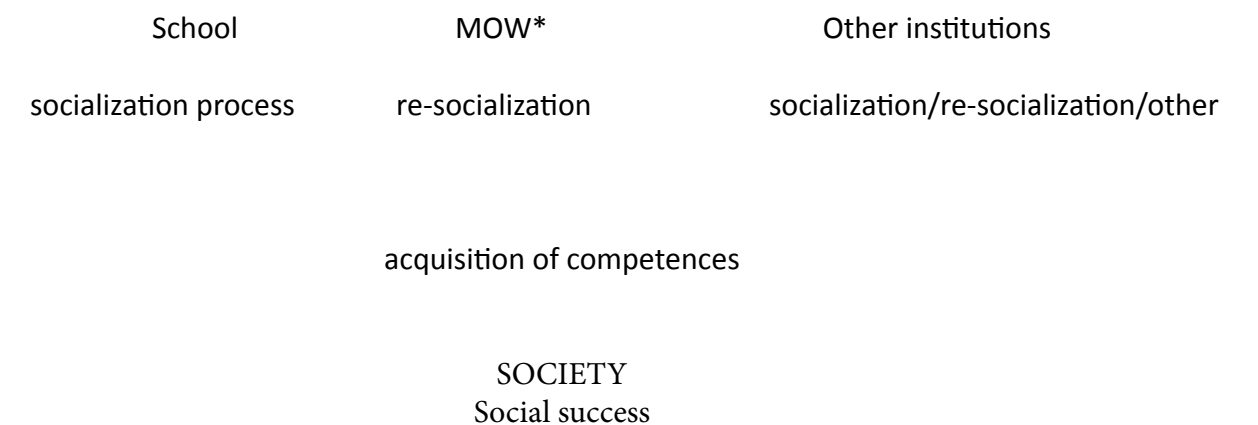 School MOW* Other institutions
socialization process re-socialization socialization/re-socialization/other
acquisition of competences
SOCIETY
Social success